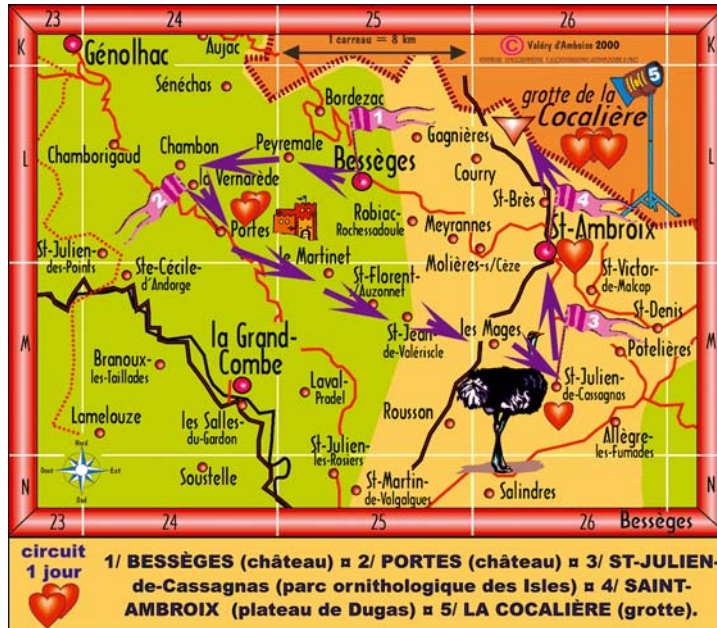 23
24
25
26
K
K
Génolhac
Aujac
1 carreau = 8 km
C Valéry d'Amboise 2000
Sénéchas
Bordezac
1
grotte de la
Cocalière
5
Gagnières
Chamborigaud
Chambon
Peyremale
L
L
la Vernarède
Bessèges
Courry
2
4
St-Brès
Portes
Robiac-
Rochessadoule
Meyrannes
St-Ambroix
St-Julien-
des-Points
le Martinet
Molières-s/Cèze
Ste-Cécile-
d'Andorge
St-Florent-
s/Auzonnet
St-Victor-
de-Malcap
3
St-Denis
St-Jean-
de-Valériscle
les Mages
M
M
Potelières
la Grand-
Combe
Branoux-
les-Taillades
Laval-
Pradel
St-Julien-
de-Cassagnas
Lamelouze
les Salles-
du-Gardon
Rousson
Allègre-
les-Fumades
Nord
Ouest
Est
Sud
St-Julien-
les-Rosiers
Soustelle
St-Martin-
de-Valgalgues
Salindres
N
N
23
24
25
26
Bessèges
circuit
1 jour
1/ BESSÈGES (château) ¤ 2/ PORTES (château) ¤ 3/ ST-JULIEN-
de-Cassagnas (parc ornithologique des Isles) ¤ 4/ SAINT-
AMBROIX (plateau de Dugas) ¤ 5/ LA COCALIÈRE (grotte).